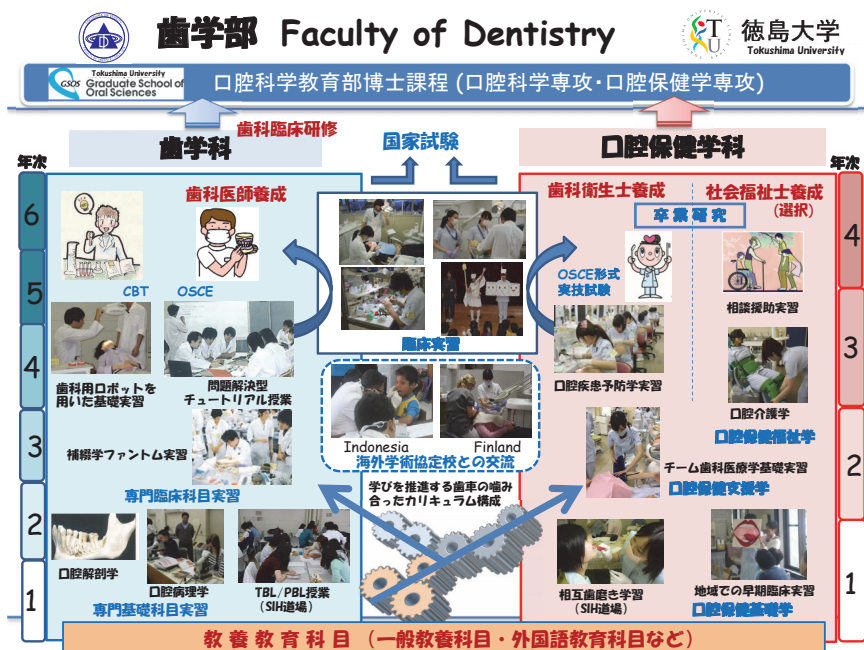 歯学部 Faculty of Dentistry
徳島大学
Tokushima University
GSOS
Tokushima University
Graduate School of
Oral Sciences
口腔科学教育部博士課程 (口腔科学専攻・口腔保健学専攻)
歯学科
歯科臨床研修
国家試験
口腔保健学科
年次
6
5
4
3
2
1
歯科医師養成
CBT
OSCE
歯科用ロボットを
用いた基礎実習
問題解決型
チュートリアル授業
補綴学ファントム実習
専門臨床科目実習
口腔解剖学
口腔病理学
TBL/PBL授業
(SIH道場)
専門基礎科目実習
臨床実習
Indonesia
Finland
海外学術協定校との交流
学びを推進する歯車の噛み
合ったカリキュラム構成
歯科衛生士養成
社会福祉士養成
(選択)
卒業研究
OSCE形式
実技試験
相談援助実習
口腔疾患予防学実習
口腔介護学
口腔保健福祉学
チーム歯科医療学基礎実習
口腔保健支援学
相互歯磨き学習
(SIH道場)
地域での早期臨床実習
口腔保健基礎学
年次
4
3
2
1
教養教育科目 (一般教養科目・外国語教育科目など)